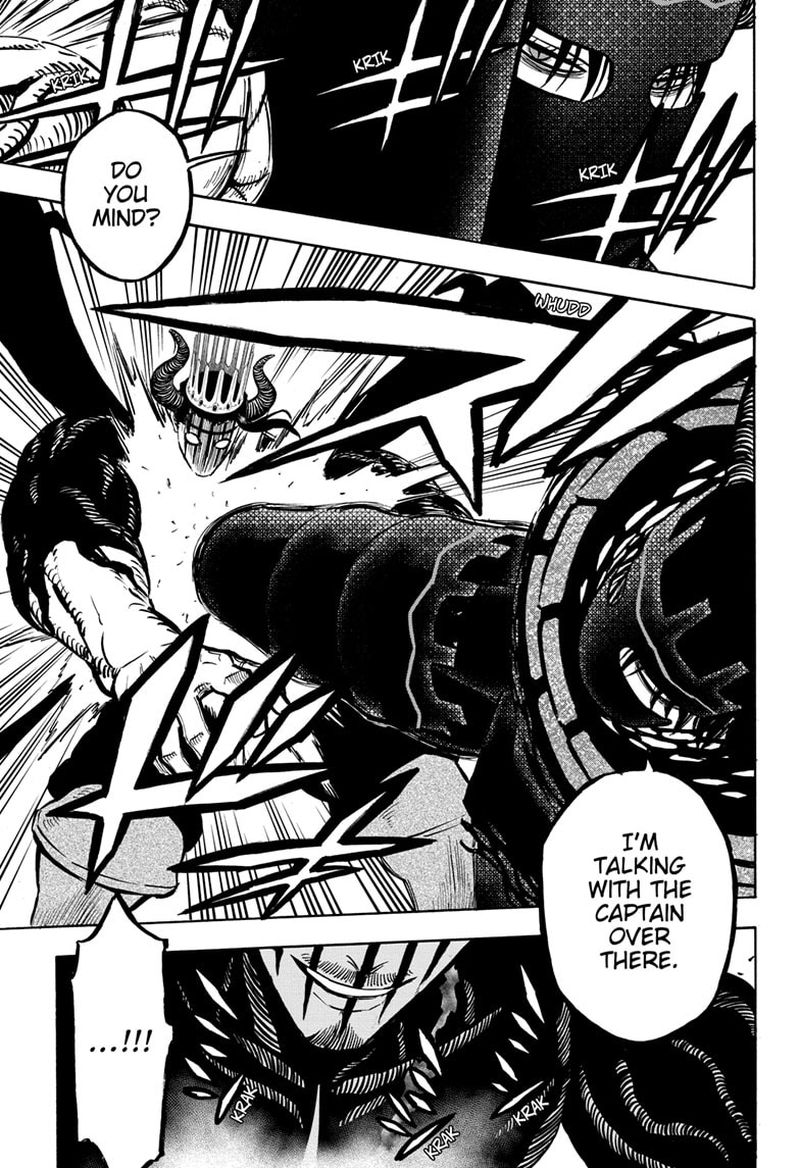 KRIK
KRIK
KRIK
DO
YOU
MIND?
WHUDD
I'M
TALKING
WITH THE
CAPTAIN
OVER
THERE.
...!!!
KRAK
KRAK
KRAK